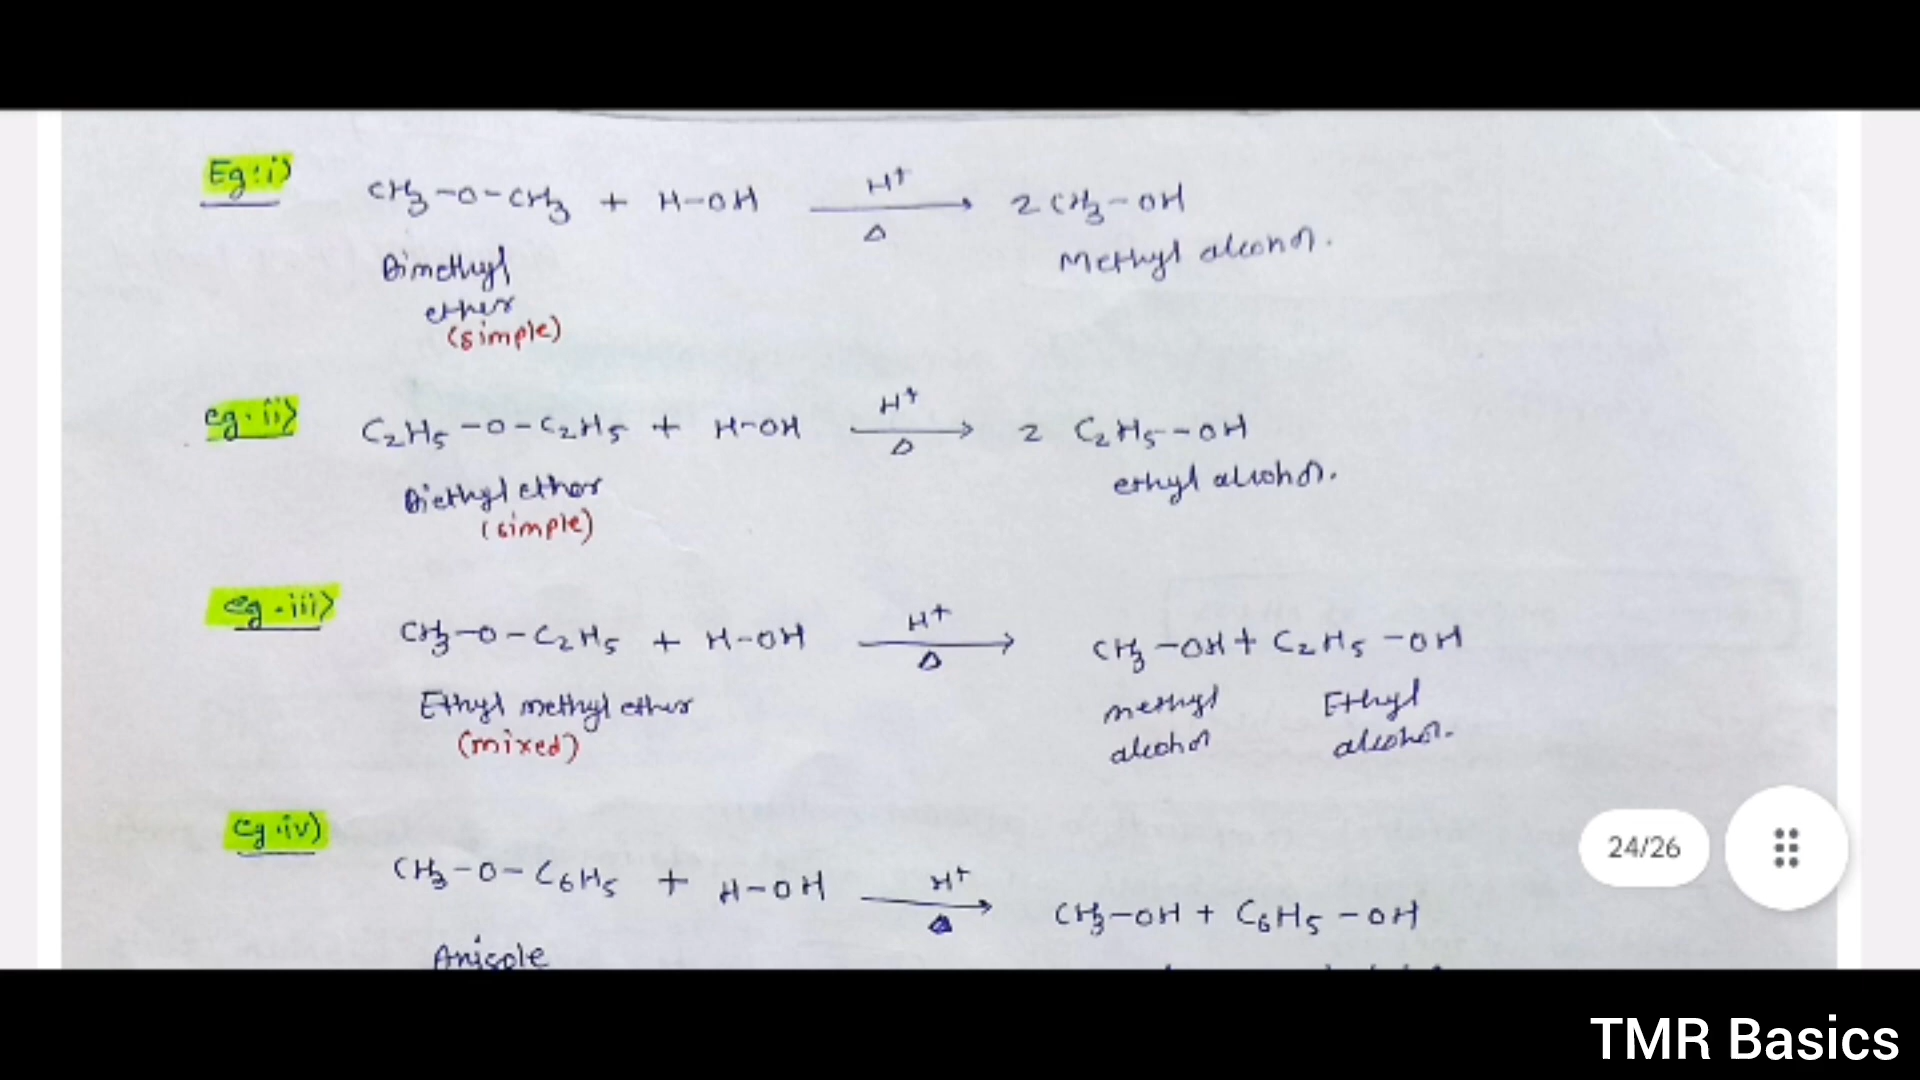 Eg: i)
CH₃-O-CH₃ + H-OH —H⁺/Δ→ 2 CH₃-OH
Dimethyl
ether
(simple)
Methyl alcohol.
eg. ii)
C₂H₅-O-C₂H₅ + H-OH —H⁺/Δ→ 2 C₂H₅-OH
Diethyl ether
(simple)
ethyl alcohol.
eg. iii)
CH₃-O-C₂H₅ + H-OH —H⁺/Δ→ CH₃-OH + C₂H₅-OH
Ethyl methyl ether
(mixed)
methyl
alcohol
Ethyl
alcohol.
eg. iv)
CH₃-O-C₆H₅ + H-OH —H⁺/Δ→ CH₃-OH + C₆H₅-OH
Anisole
24/26
TMR Basics